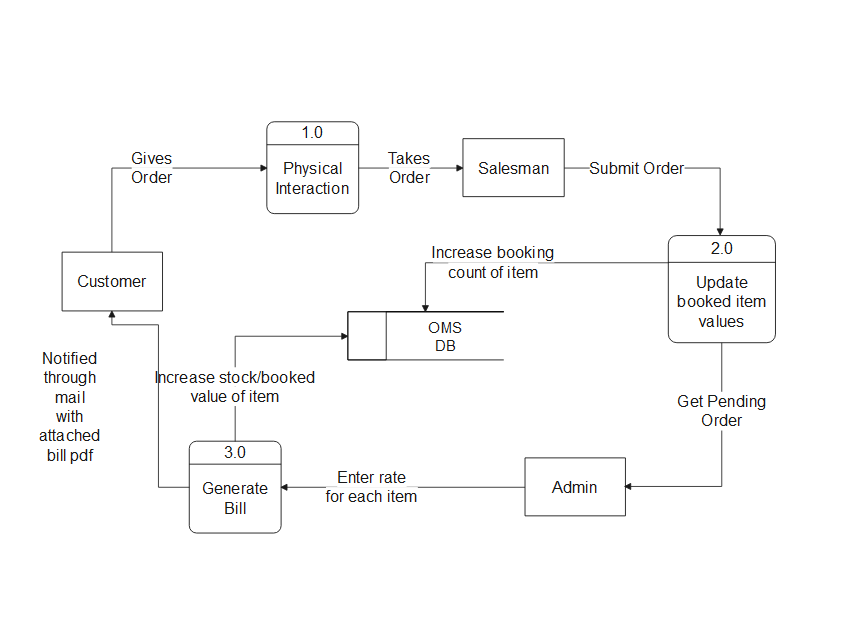 1.0
Physical
Interaction
Gives
Order
Takes
Order
Salesman
Submit Order
2.0
Update
booked item
values
Increase booking
count of item
Customer
OMS
DB
Notified
through
mail
with
attached
bill pdf
Increase stock/booked
value of item
Get Pending
Order
3.0
Generate
Bill
Enter rate
for each item
Admin